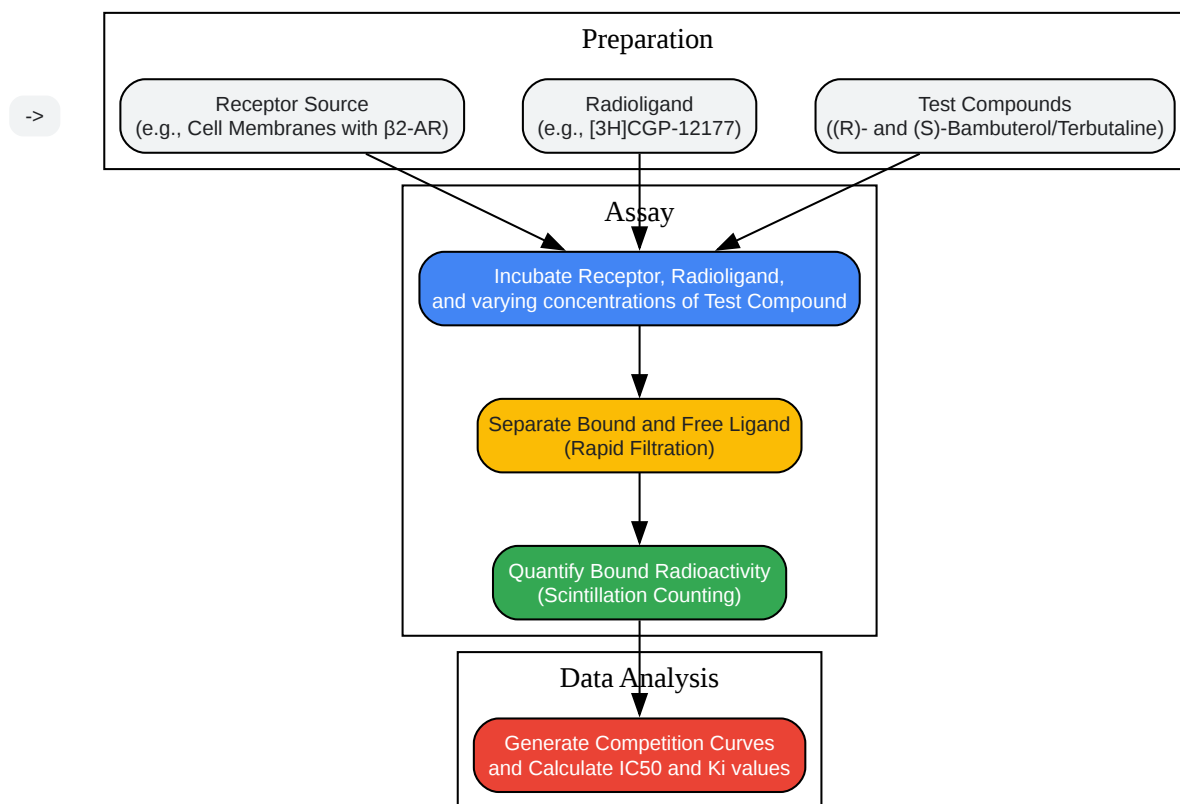 Preparation
->
Receptor Source
(e.g., Cell Membranes with β2-AR)
Radioligand
(e.g., [3H]CGP-12177)
Test Compounds
((R)- and (S)-Bambuterol/Terbutaline)
Assay
Incubate Receptor, Radioligand,
and varying concentrations of Test Compound
Separate Bound and Free Ligand
(Rapid Filtration)
Quantify Bound Radioactivity
(Scintillation Counting)
Data Analysis
Generate Competition Curves
and Calculate IC50 and Ki values